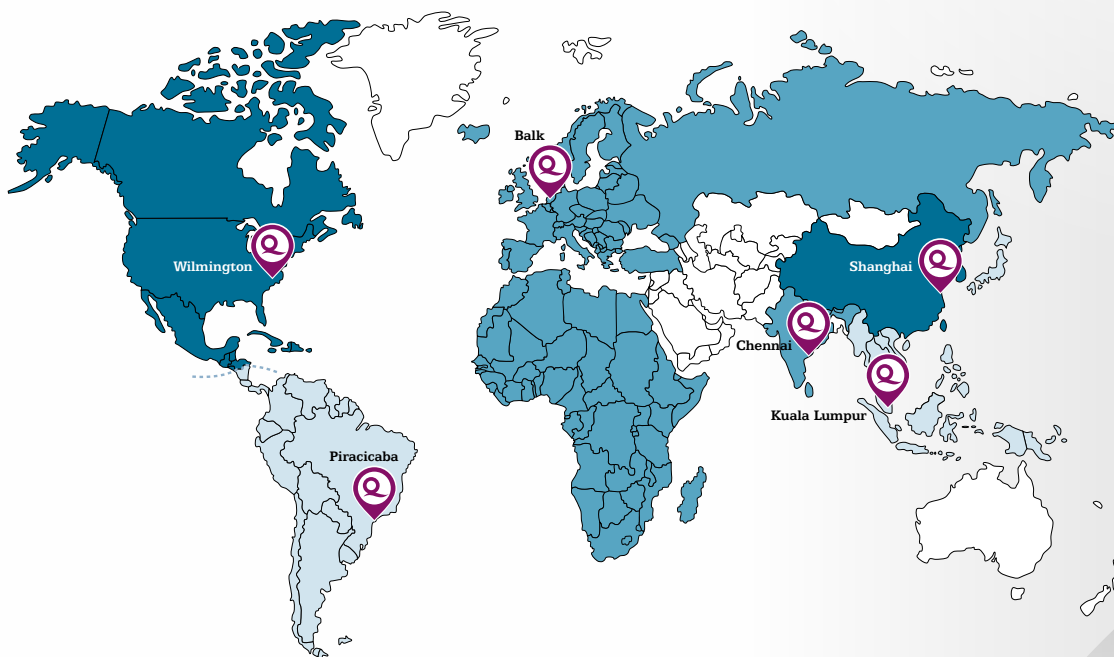 Balk
Wilmington
Shanghai
Chennai
Kuala Lumpur
Piracicaba